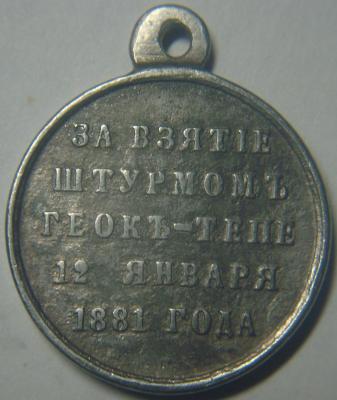 ЗА ВЗЯТІЕ
ШТУРМОМЪ
ГЕОКЪ-ТЕПЕ
12 ЯНВАРЯ
1881 ГОДА